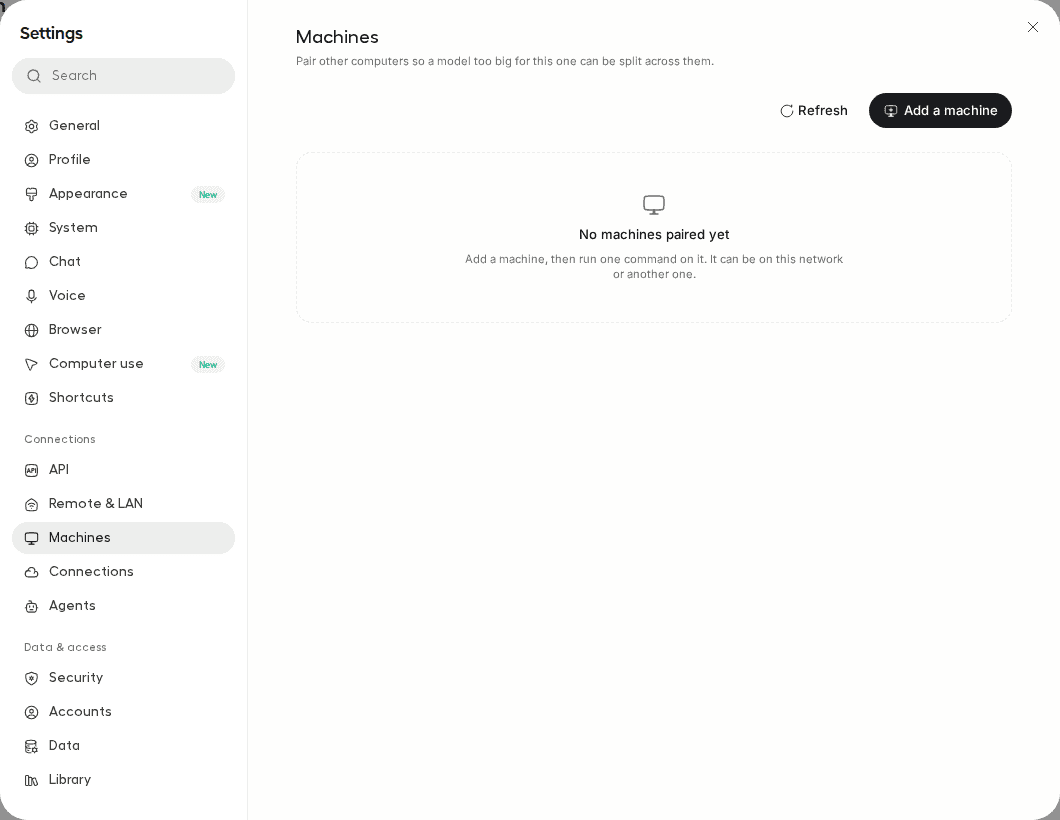 Settings
Search
General
Profile
Appearance New
System
Chat
Voice
Browser
Computer use New
Shortcuts
Connections
API
Remote & LAN
Machines
Connections
Agents
Data & access
Security
Accounts
Data
Library
Machines
Pair other computers so a model too big for this one can be split across them.
Refresh
Add a machine
No machines paired yet
Add a machine, then run one command on it. It can be on this network
or another one.